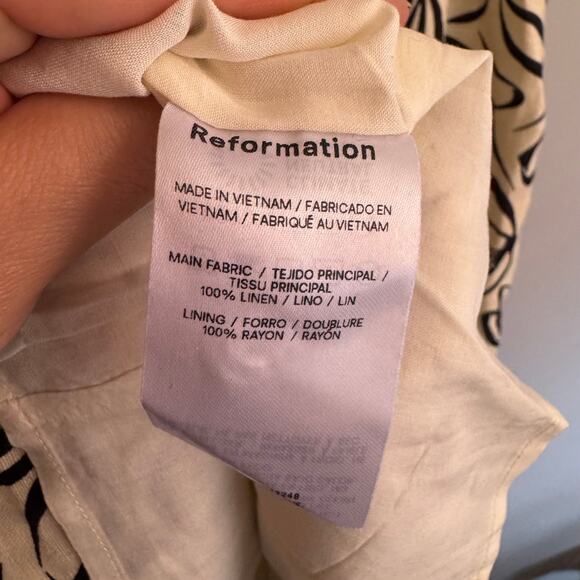 Reformation
MADE IN VIETNAM / FABRICADO EN
VIETNAM / FABRIQUÉ AU VIETNAM
MAIN FABRIC / TEJIDO PRINCIPAL /
TISSU PRINCIPAL
100% LINEN / LINO / LIN
LINING / FORRO / DOUBLURE
100% RAYON / RAYÓN